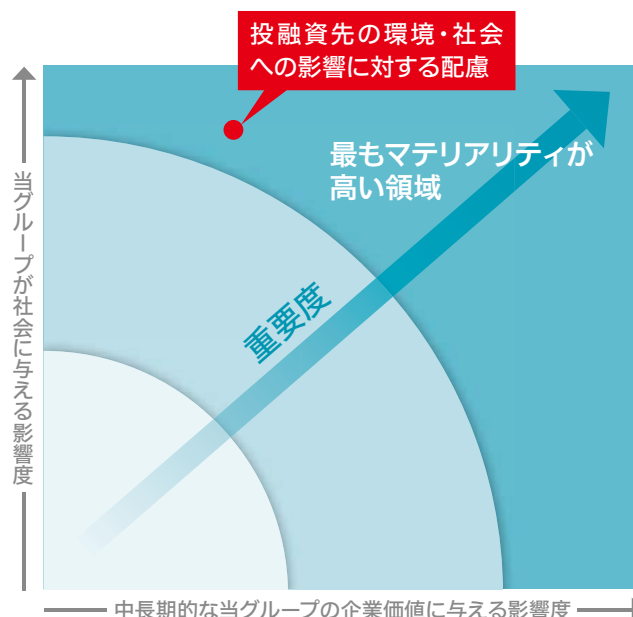 投融資先の環境・社会
への影響に対する配慮
最もマテリアリティが
高い領域
重要度
当グループが社会に与える影響度
中長期的な当グループの企業価値に与える影響度